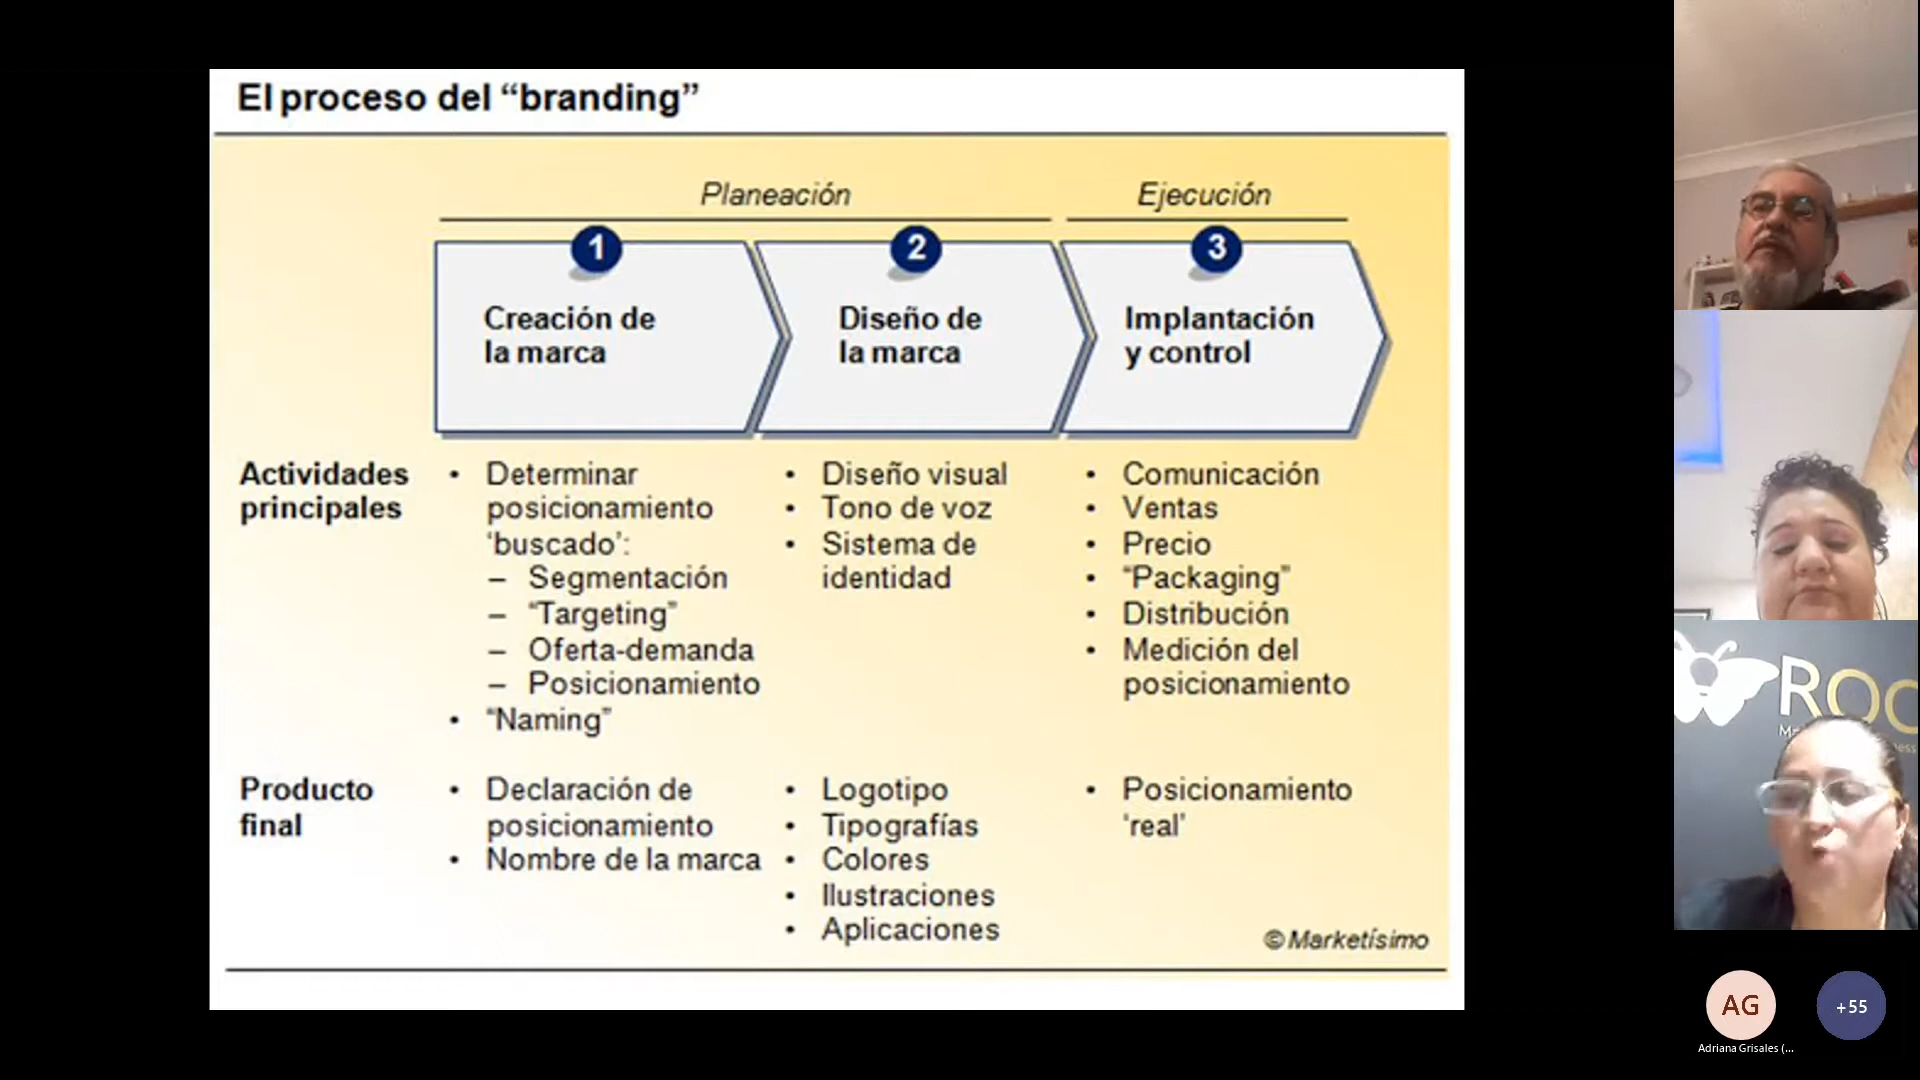 El proceso del “branding”
Planeación
Ejecución
1
2
3
Creación de
la marca
Diseño de
la marca
Implantación
y control
Actividades
principales
• Determinar
posicionamiento
‘buscado’:
– Segmentación
– “Targeting”
– Oferta-demanda
– Posicionamiento
• “Naming”
• Diseño visual
• Tono de voz
• Sistema de
identidad
• Comunicación
• Ventas
• Precio
• “Packaging”
• Distribución
• Medición del
posicionamiento
Producto
final
• Declaración de
posicionamiento
• Nombre de la marca
• Logotipo
• Tipografías
• Colores
• Ilustraciones
• Aplicaciones
• Posicionamiento
‘real’
© Marketísimo
ROC
AG
+55
Adriana Grisales (...